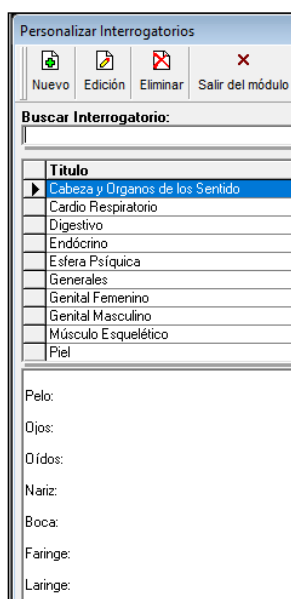 Personalizar Interrogatorios
Nuevo Edición Eliminar Salir del módulo
Buscar Interrogatorio:
Titulo
Cabeza y Organos de los Sentido
Cardio Respiratorio
Digestivo
Endócrino
Esfera Psíquica
Generales
Genital Femenino
Genital Masculino
Músculo Esquelético
Piel
Pelo:
Ojos:
Oídos:
Nariz:
Boca:
Faringe:
Laringe: